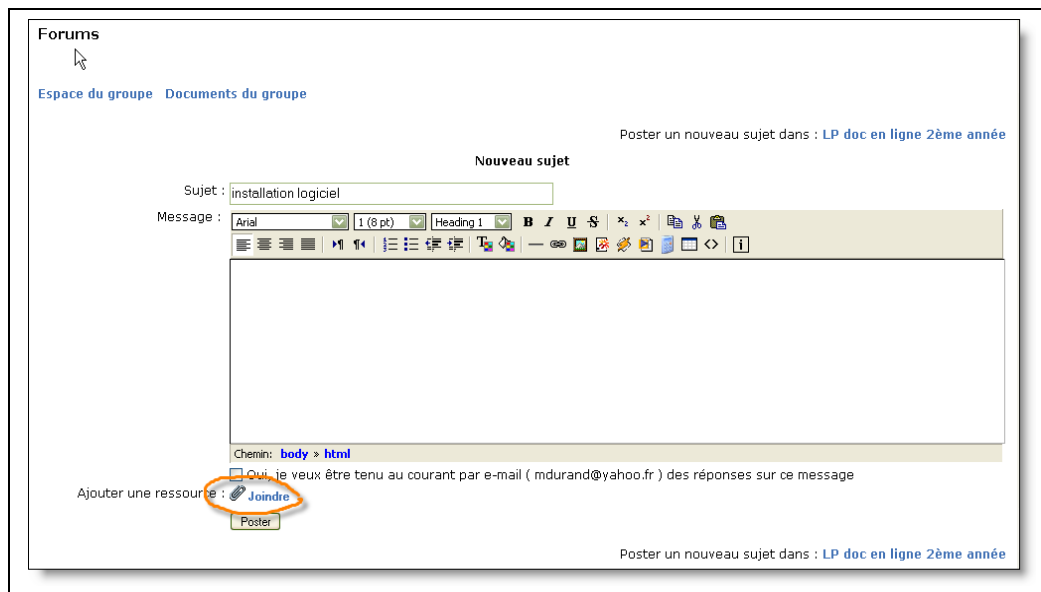 Forums
Espace du groupe Documents du groupe
Poster un nouveau sujet dans : LP doc en ligne 2ème année
Nouveau sujet
Sujet : installation logiciel
Message : Arial 1 (8 pt) Heading 1 B I U S x₂ x²
Chemin: body » html
Oui, je veux être tenu au courant par e-mail ( mdurand@yahoo.fr ) des réponses sur ce message
Ajouter une ressource : Joindre
Poster
Poster un nouveau sujet dans : LP doc en ligne 2ème année